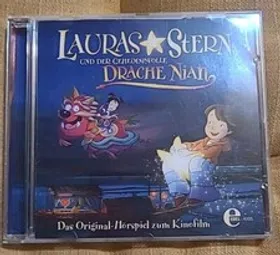 LAURAS STERN
UND DER GEHEIMNISVOLLE
DRACHE NIAN
Das Original-Hörspiel zum Kinofilm
e